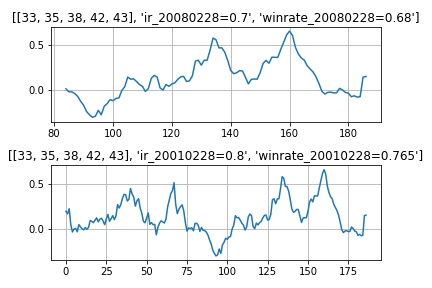 [[33, 35, 38, 42, 43], 'ir_20080228=0.7', 'winrate_20080228=0.68']
0.5
0.0
84 100 120 140 160 180
[[33, 35, 38, 42, 43], 'ir_20010228=0.8', 'winrate_20010228=0.765']
0.5
0.0
0 25 50 75 100 125 150 175